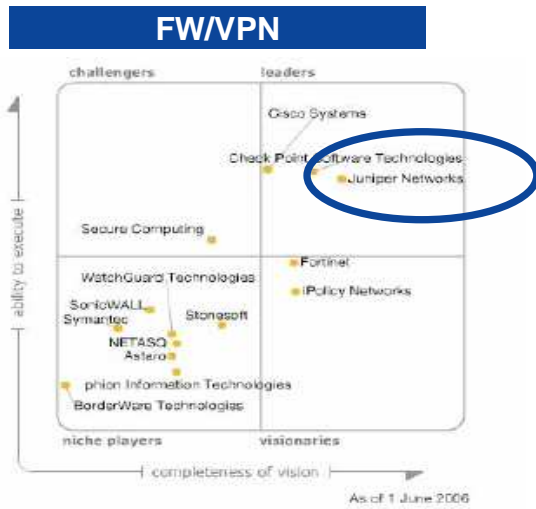 FW/VPN
challengers
leaders
Cisco Systems
Check Point Software Technologies
Juniper Networks
Secure Computing
Fortinet
WatchGuard Technologies
iPolicy Networks
SonicWALL
Stonesoft
Symantec
NETASQ
Astaro
phion Information Technologies
BorderWare Technologies
niche players
visionaries
ability to execute
completeness of vision
As of 1 June 2006